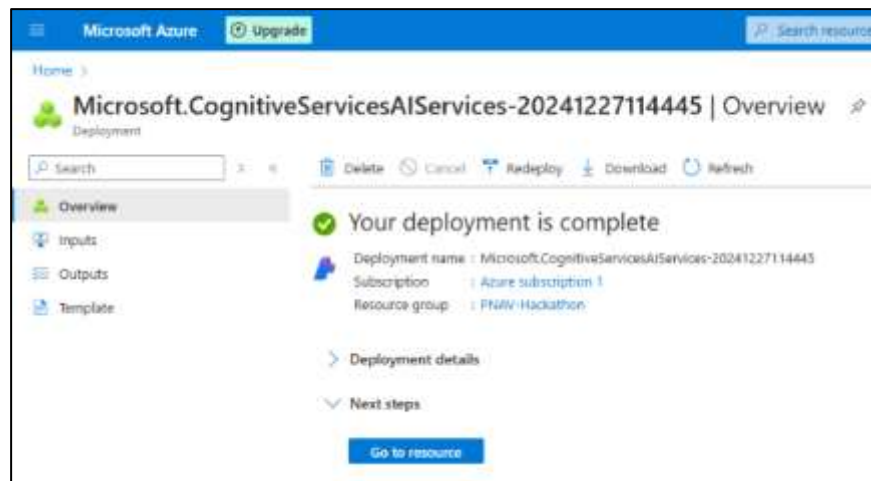 Microsoft Azure Upgrade Search resource
Home >
Microsoft.CognitiveServicesAIServices-20241227114445 | Overview
Deployment
Search
Delete Cancel Redeploy Download Refresh
Overview
Inputs
Outputs
Template
Your deployment is complete
Deployment name : Microsoft.CognitiveServicesAIServices-20241227114445
Subscription : Azure subscription 1
Resource group : PNAV-Hackathon
Deployment details
Next steps
Go to resource